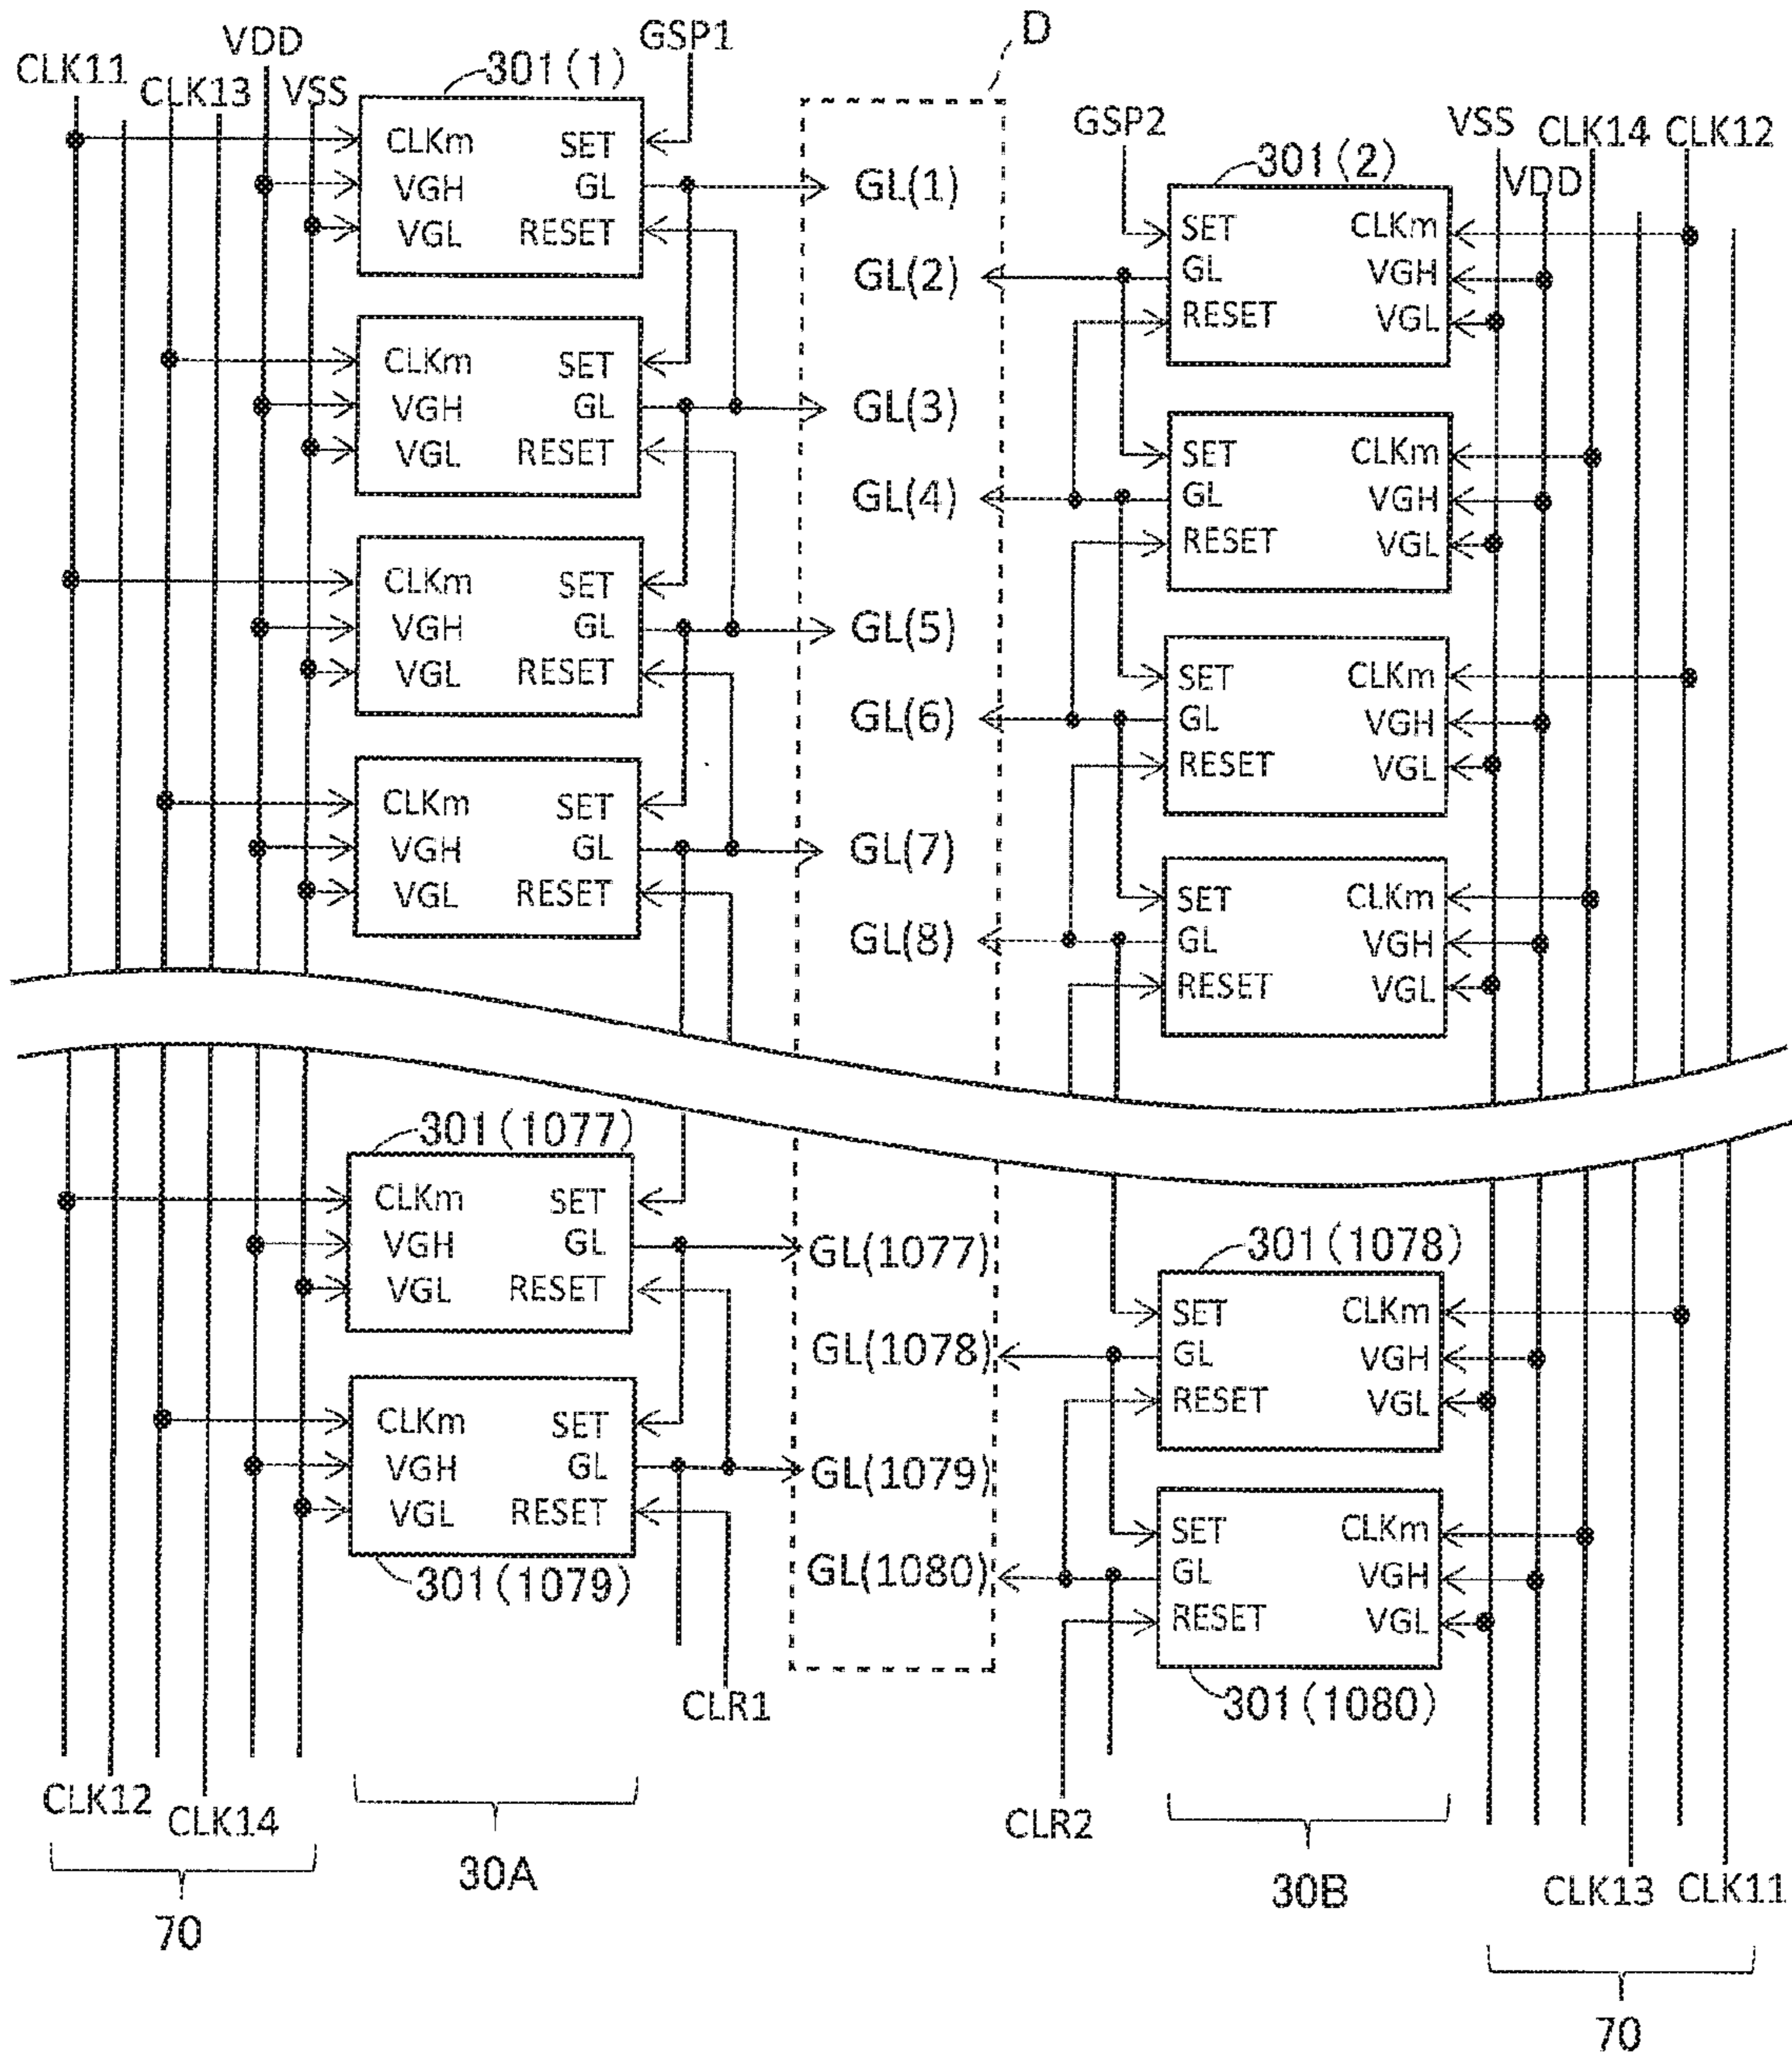 CLK11
VDD
CLK13
VSS
GSP1
D
301(1)
CLKm SET
VGH GL
VGL RESET
CLKm SET
VGH GL
VGL RESET
CLKm SET
VGH GL
VGL RESET
CLKm SET
VGH GL
VGL RESET
GL(1)
GL(2)
GL(3)
GL(4)
GL(5)
GL(6)
GL(7)
GL(8)
GSP2
VSS
CLK14
CLK12
VDD
301(2)
SET CLKm
GL VGH
RESET VGL
SET CLKm
GL VGH
RESET VGL
SET CLKm
GL VGH
RESET VGL
SET CLKm
GL VGH
RESET VGL
301(1077)
CLKm SET
VGH GL
VGL RESET
CLKm SET
VGH GL
VGL RESET
301(1079)
GL(1077)
GL(1078)
GL(1079)
GL(1080)
301(1078)
SET CLKm
GL VGH
RESET VGL
SET CLKm
GL VGH
RESET VGL
301(1080)
CLR1
CLR2
CLK12
CLK14
70
30A
30B
CLK13
CLK11
70